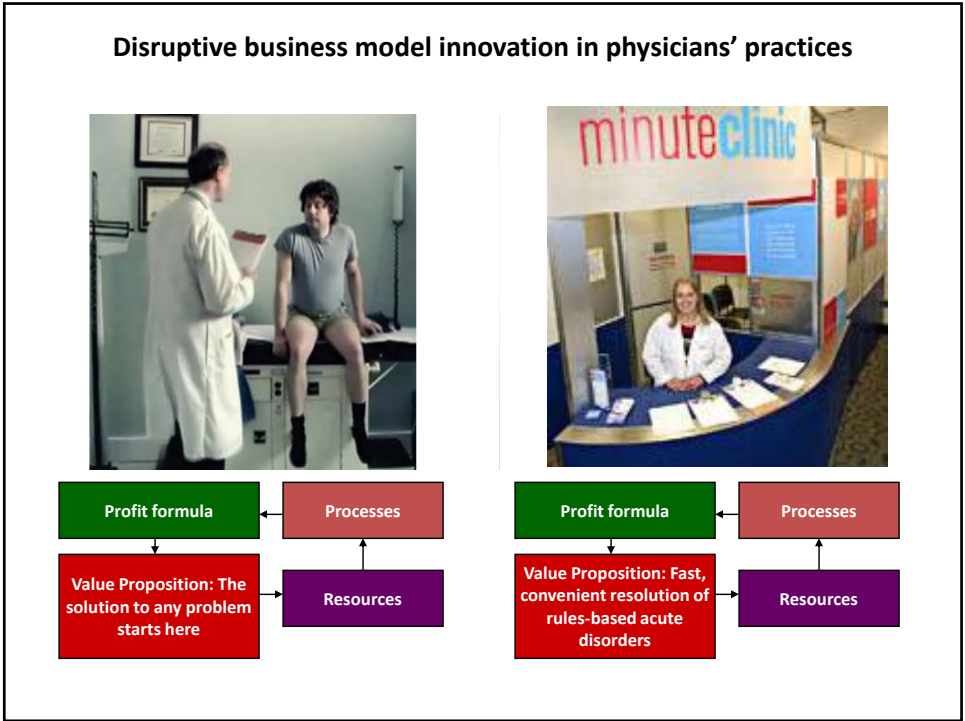 Disruptive business model innovation in physicians’ practices
minuteclinic
Profit formula
Processes
Value Proposition: The
solution to any problem
starts here
Resources
Profit formula
Processes
Value Proposition: Fast,
convenient resolution of
rules-based acute
disorders
Resources